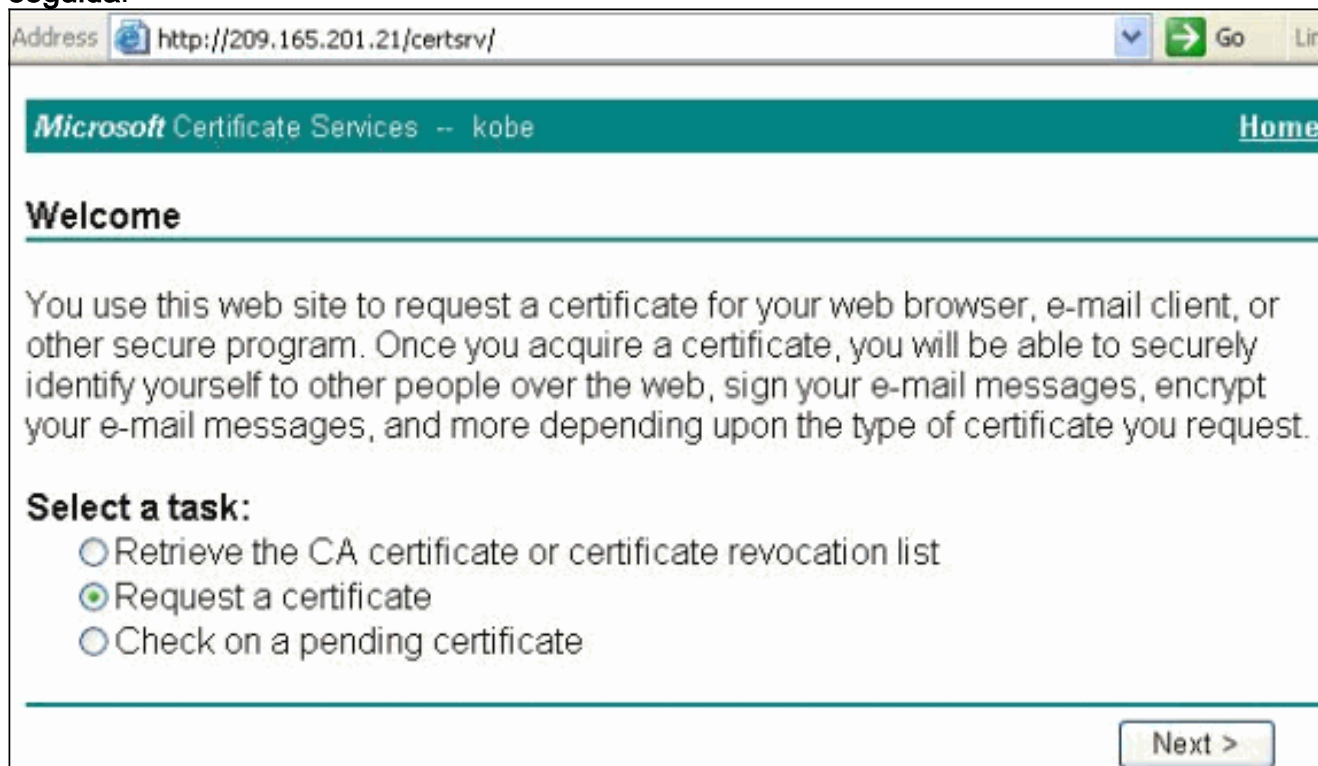 seguida.
Address http://209.165.201.21/certsrv/ Go
Microsoft Certificate Services -- kobe Home
Welcome
You use this web site to request a certificate for your web browser, e-mail client, or
other secure program. Once you acquire a certificate, you will be able to securely
identify yourself to other people over the web, sign your e-mail messages, encrypt
your e-mail messages, and more depending upon the type of certificate you request.
Select a task:
Retrieve the CA certificate or certificate revocation list
Request a certificate
Check on a pending certificate
Next >